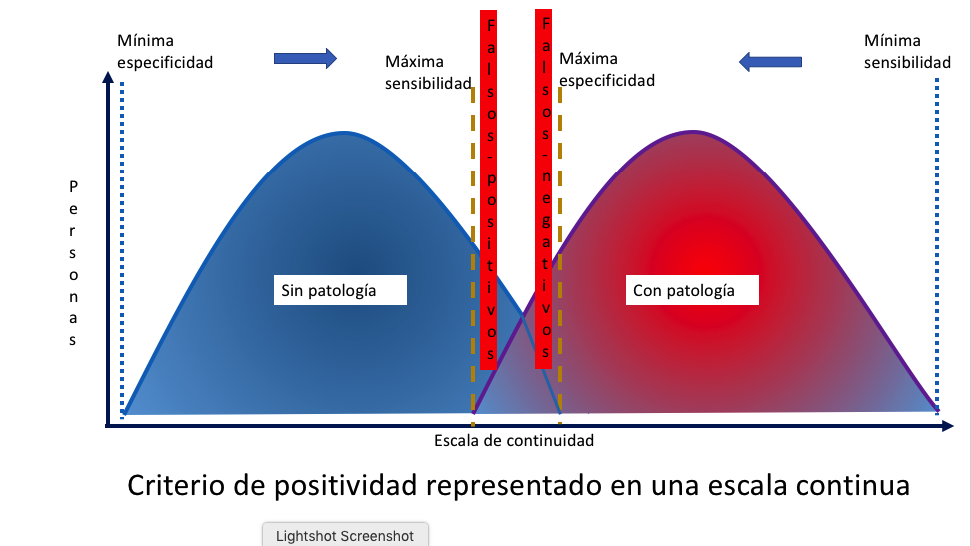 Mínima
especificidad
Máxima
sensibilidad
Falsos-positivos
Falsos-negativos
Máxima
especificidad
Mínima
sensibilidad
Personas
Sin patología
Con patología
Escala de continuidad
Criterio de positividad representado en una escala continua
Lightshot Screenshot